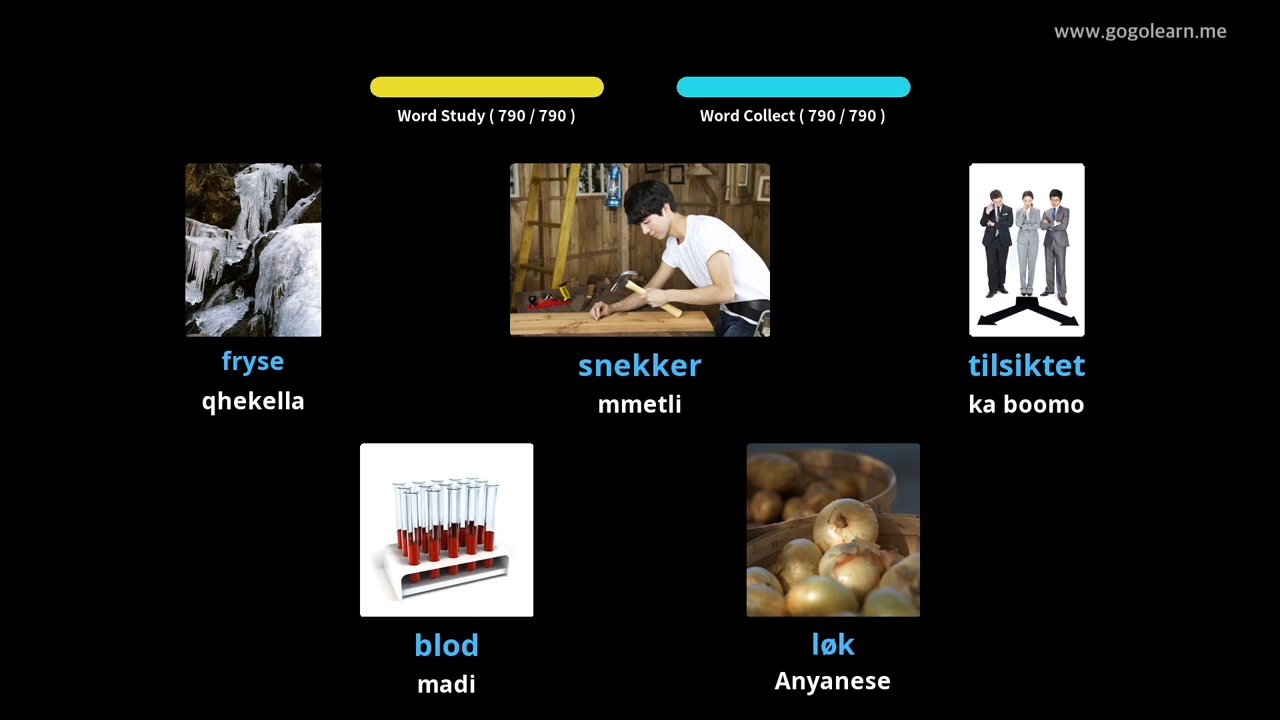 www.gogolearn.me
Word Study ( 790 / 790 )
Word Collect ( 790 / 790 )
fryse
qhekella
snekker
mmetli
tilsiktet
ka boomo
blod
madi
løk
Anyanese